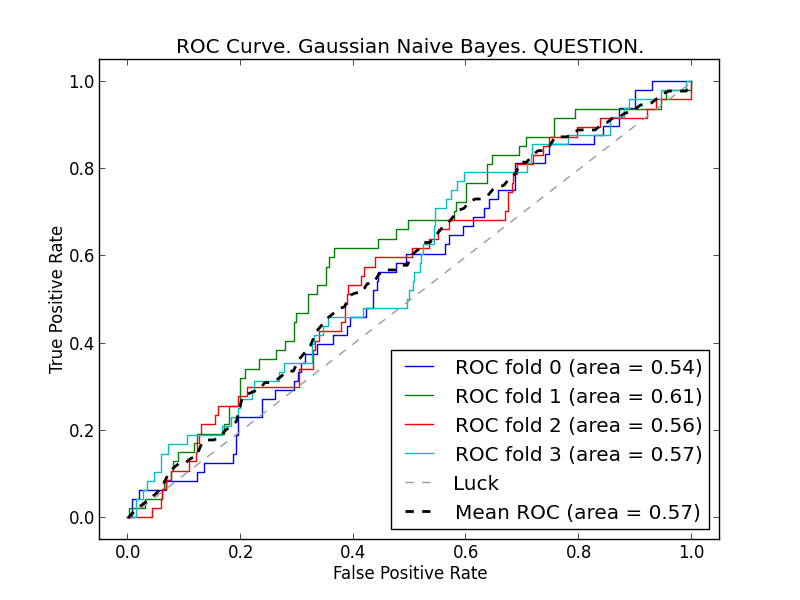 ROC Curve. Gaussian Naive Bayes. QUESTION.
True Positive Rate
1.0
0.8
0.6
0.4
0.2
0.0
ROC fold 0 (area = 0.54)
ROC fold 1 (area = 0.61)
ROC fold 2 (area = 0.56)
ROC fold 3 (area = 0.57)
Luck
Mean ROC (area = 0.57)
0.0 0.2 0.4 0.6 0.8 1.0
False Positive Rate